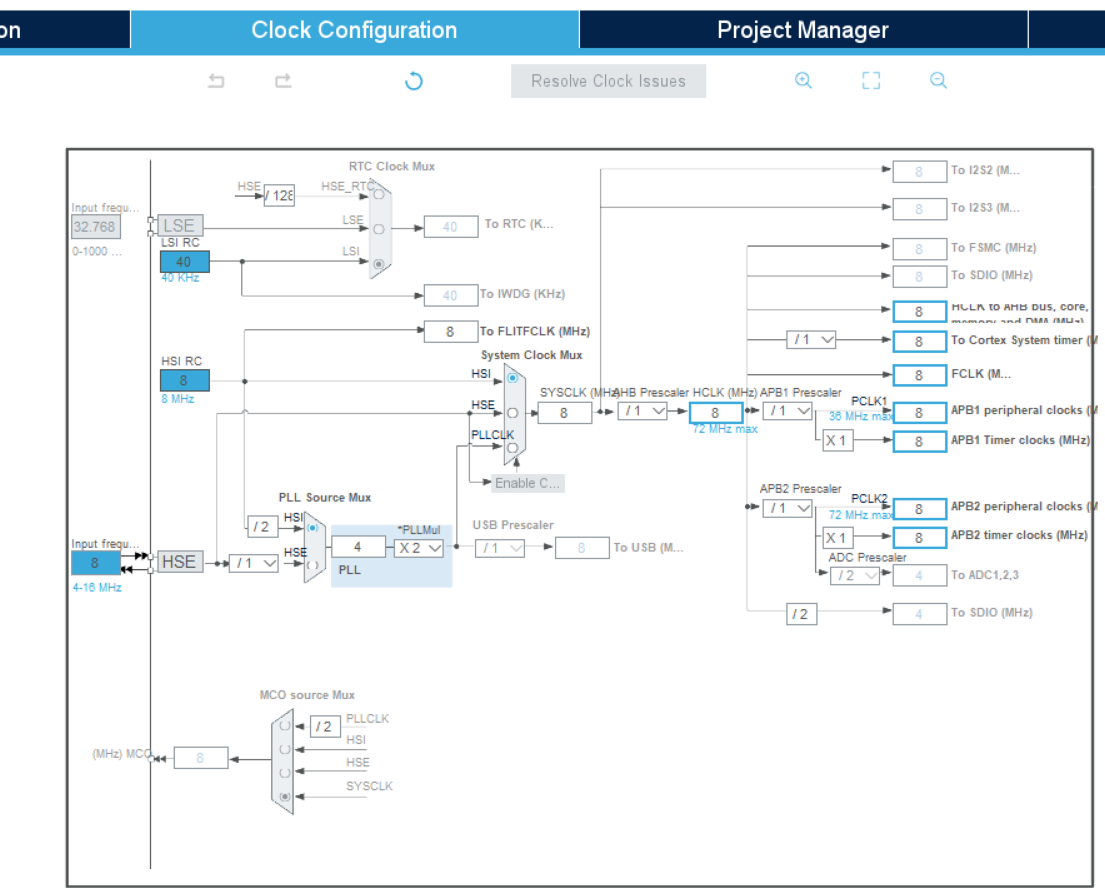 on
Clock Configuration
Project Manager
Resolve Clock Issues
RTC Clock Mux
HSE
/ 128
HSE_RTC
Input frequ...
32.768
0-1000 ...
LSE
LSE
40
To RTC (K...
LSI RC
40
40 KHz
LSI
40
To IWDG (KHz)
8
To FLITFCLK (MHz)
HSI RC
8
8 MHz
System Clock Mux
HSI
HSE
PLLCLK
SYSCLK (MHz)
8
AHB Prescaler
/ 1
HCLK (MHz)
8
72 MHz max
APB1 Prescaler
/ 1
PCLK1
36 MHz max
X 1
Enable C...
8
To I2S2 (M...
8
To I2S3 (M...
8
To FSMC (MHz)
8
To SDIO (MHz)
8
HCLK to AHB bus, core,
memory and DMA (MHz)
/ 1
8
To Cortex System timer (M
8
FCLK (M...
8
APB1 peripheral clocks (M
8
APB1 Timer clocks (MHz)
APB2 Prescaler
/ 1
PCLK2
72 MHz max
8
APB2 peripheral clocks (M
X 1
8
APB2 timer clocks (MHz)
ADC Prescaler
/ 2
4
To ADC1,2,3
/ 2
4
To SDIO (MHz)
PLL Source Mux
/ 2
HSI
Input frequ...
8
4-16 MHz
HSE
/ 1
HSE
4
*PLLMul
X 2
PLL
USB Prescaler
/ 1
8
To USB (M...
MCO source Mux
/ 2
PLLCLK
HSI
HSE
SYSCLK
(MHz) MCO
8